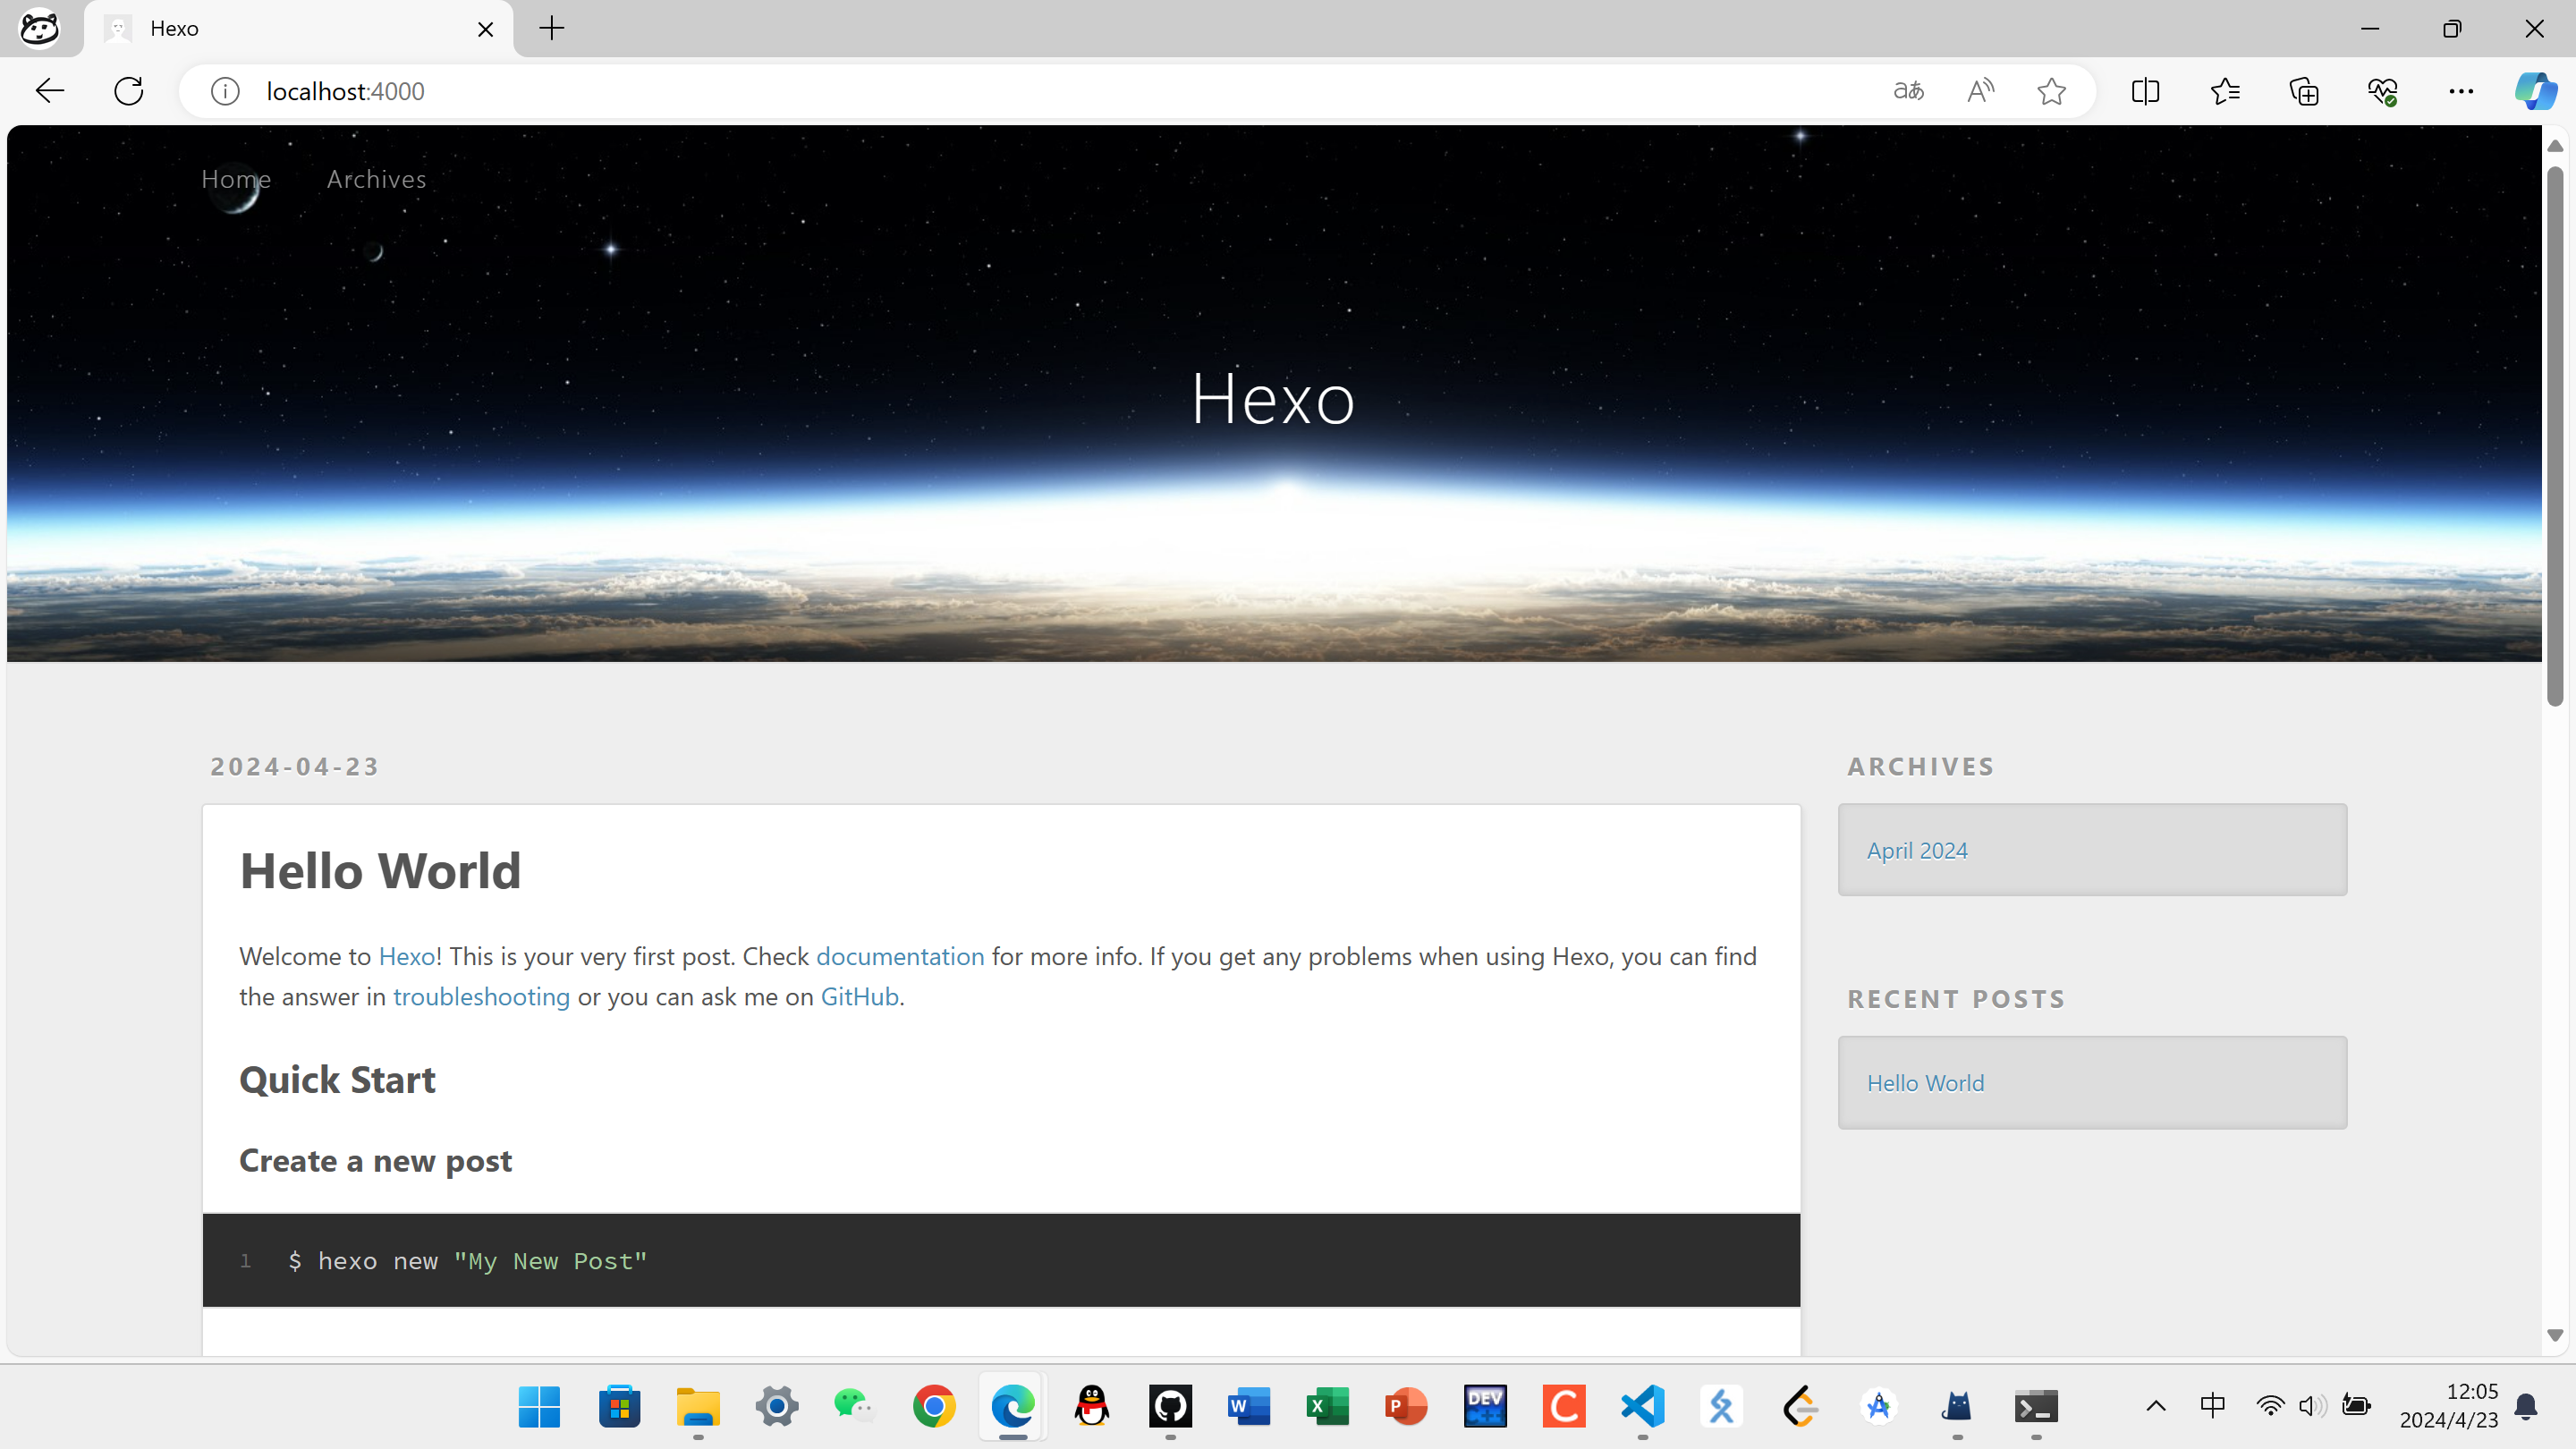 Hexo
localhost:4000
Home
Archives
Hexo
2024-04-23
Hello World
Welcome to Hexo! This is your very first post. Check documentation for more info. If you get any problems when using Hexo, you can find
the answer in troubleshooting or you can ask me on GitHub.
Quick Start
Create a new post
1 $ hexo new "My New Post"
ARCHIVES
April 2024
RECENT POSTS
Hello World
W
X
P
DEV
C++
C
中
12:05
2024/4/23